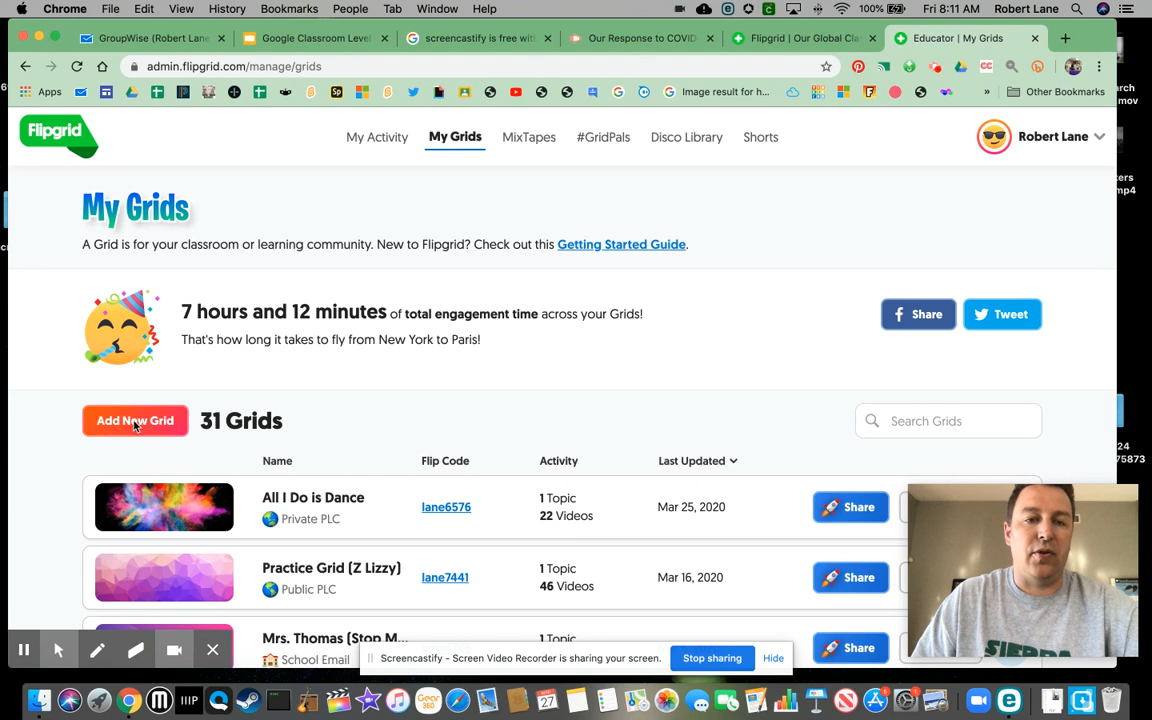 Chrome File Edit View History Bookmarks People Tab Window Help 100% Fri 8:11 AM Robert Lane
GroupWise (Robert Lane Google Classroom Level screencastify is free with Our Response to COVID Flipgrid | Our Global Cla Educator | My Grids
admin.flipgrid.com/manage/grids
Apps Image result for h... Other Bookmarks
Flipgrid My Activity My Grids MixTapes #GridPals Disco Library Shorts Robert Lane
My Grids
A Grid is for your classroom or learning community. New to Flipgrid? Check out this Getting Started Guide.
7 hours and 12 minutes of total engagement time across your Grids!
Share Tweet
That's how long it takes to fly from New York to Paris!
Add New Grid 31 Grids Search Grids
Name Flip Code Activity Last Updated
All I Do is Dance
Private PLC
lane6576
1 Topic
22 Videos
Mar 25, 2020
Share
Practice Grid (Z Lizzy)
Public PLC
lane7441
1 Topic
46 Videos
Mar 16, 2020
Share
Mrs. Thomas (Stop M...
School Email
1 Topic
Share
SIERRA
Screencastify - Screen Video Recorder is sharing your screen. Stop sharing Hide